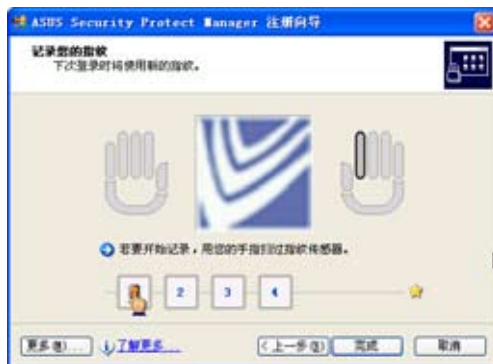 ASUS Security Protect Manager 注册向导
记录您的指纹
下次登录时将使用新的指纹。
若要开始记录，用您的手指扫过指纹传感器。
2 3 4
更多(M)... 了解更多... <上一步(B) 完成 取消